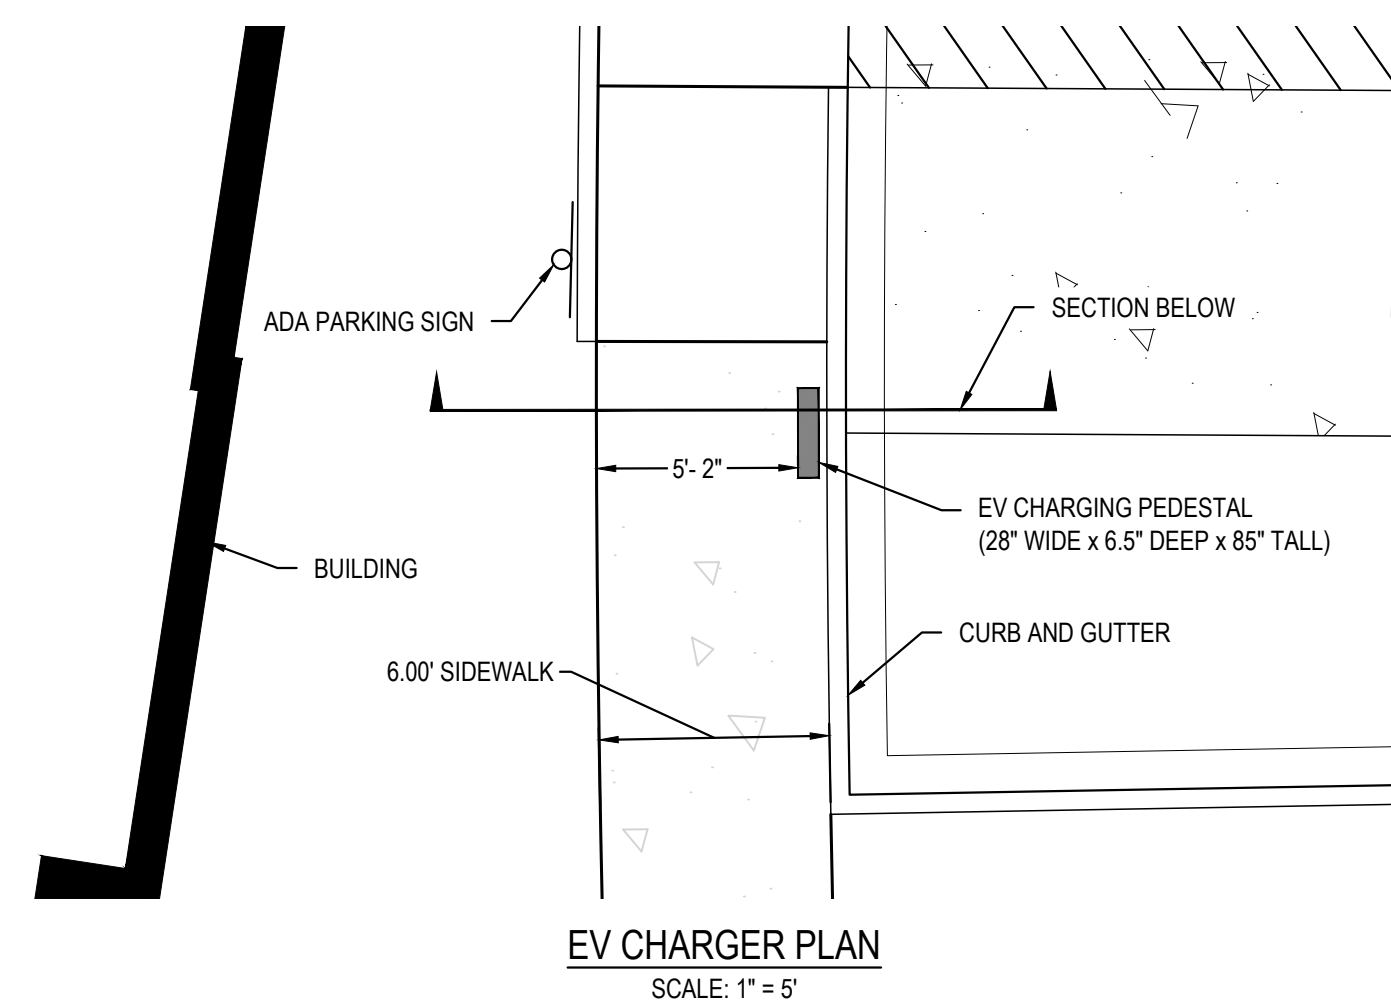 ADA PARKING SIGN
SECTION BELOW
5'- 2"
EV CHARGING PEDESTAL
(28" WIDE x 6.5" DEEP x 85" TALL)
BUILDING
CURB AND GUTTER
6.00' SIDEWALK
EV CHARGER PLAN
SCALE: 1" = 5'